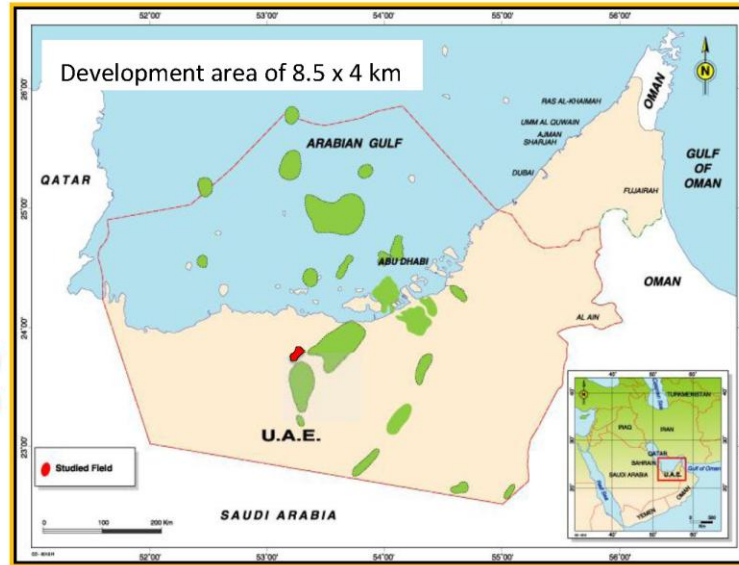 52°00' 53°00' 54°00' 55°00' 56°00'
Development area of 8.5 x 4 km
N
OMAN
26°00'
RAS AL-KHAIMAH
UMM AL QUWAIN
AJMAN
SHARJAH
ARABIAN GULF
DUBAI
GULF
OF
OMAN
QATAR
FUJAIRAH
25°00'
ABU DHABI
OMAN
24°00'
AL AIN
23°00'
U.A.E.
Studied Field
SAUDI ARABIA
0 100 200 Km
52°00' 53°00' 54°00' 55°00' 56°00'
TURKMENISTAN
IRAQ
IRAN
QATAR
BAHRAIN
Gulf of Oman
SAUDI ARABIA
U.A.E.
Red Sea
OMAN
YEMEN